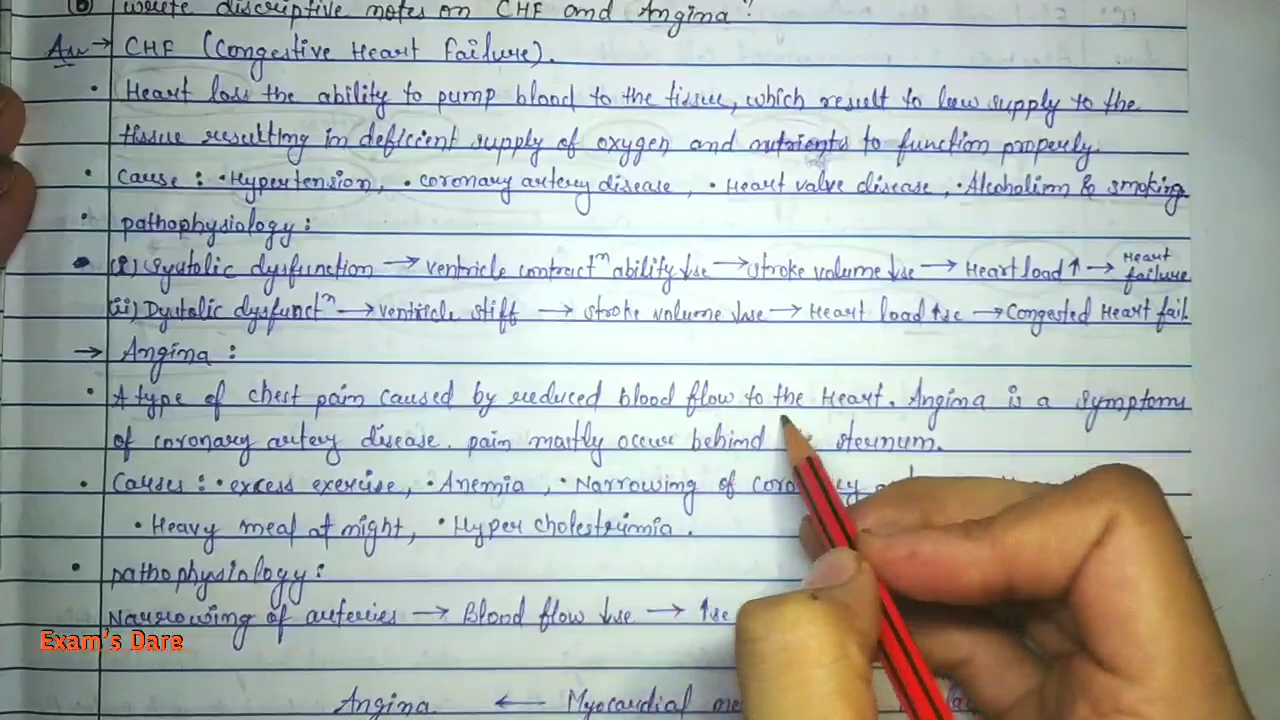 (b) write discriptive notes on CHF and Angina?
Ans → CHF (Congestive Heart Failure).
• Heart loss the ability to pump blood to the tissue, which result to low supply to the
tissue resulting in deficient supply of oxygen and nutrients to function properly.
• Cause : • Hypertension, • coronary artery disease, • Heart valve disease, • Alcoholism & smoking
• pathophysiology :
• (i) Systolic dysfunction → ventricle contractⁿ ability ↓se → stroke volume ↓se → Heart load ↑ → Heart failure
(ii) Dystolic dysfunctⁿ → ventricle stiff → stroke volume ↓se → Heart load ↑se → Congested Heart fail.
→ Angina :
• A type of chest pain caused by reduced blood flow to the Heart. Angina is a symptoms
of coronary artery disease. pain mostly occur behind sternum.
• Causes : • excess exercise, • Anemia, • Narrowing of
• Heavy meal at night, • Hyper cholestrimia.
• pathophysiology :
Narrowing of arteries → Blood flow ↓se → ↑se
Exam's Dare
Angina ← Myocardial